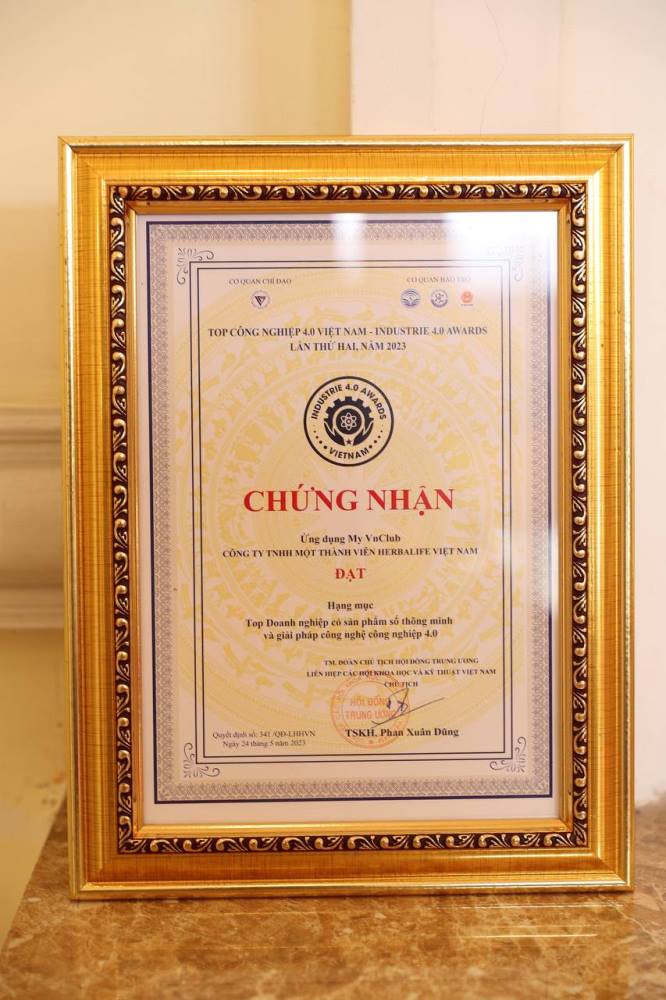 CƠ QUAN CHỈ ĐẠO
CƠ QUAN BẢO TRỢ
TOP CÔNG NGHIỆP 4.0 VIỆT NAM - INDUSTRIE 4.0 AWARDS
LẦN THỨ HAI, NĂM 2023
INDUSTRIE 4.0 AWARDS
VIETNAM
CHỨNG NHẬN
Ứng dụng My VnClub
CÔNG TY TNHH MỘT THÀNH VIÊN HERBALIFE VIỆT NAM
ĐẠT
Hạng mục
Top Doanh nghiệp có sản phẩm số thông minh
và giải pháp công nghệ công nghiệp 4.0
TM. ĐOÀN CHỦ TỊCH HỘI ĐỒNG TRUNG ƯƠNG
LIÊN HIỆP CÁC HỘI KHOA HỌC VÀ KỸ THUẬT VIỆT NAM
CHỦ TỊCH
HỘI ĐỒNG
TRUNG ƯƠNG
Quyết định số: 341 /QĐ-LHHVN
Ngày 24 tháng 5 năm 2023
TSKH. Phan Xuân Dũng